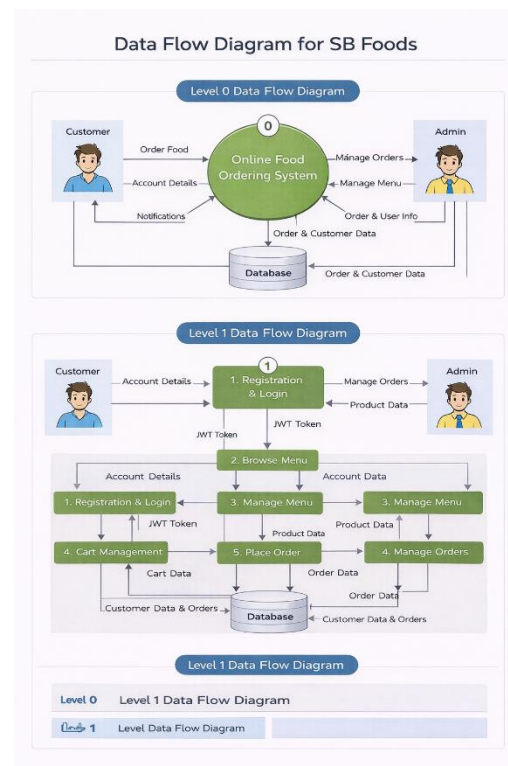 Data Flow Diagram for SB Foods
Level 0 Data Flow Diagram
Customer
0
Admin
Order Food
Online Food
Ordering System
Manage Orders
Account Details
Manage Menu
Notifications
Order & User Info
Order & Customer Data
Database
Order & Customer Data
Level 1 Data Flow Diagram
Customer
1
Admin
Account Details
1. Registration
& Login
Manage Orders
Product Data
JWT Token
JWT Token
2. Browse Menu
Account Details
Account Data
1. Registration & Login
3. Manage Menu
3. Manage Menu
JWT Token
Product Data
Product Data
4. Cart Management
5. Place Order
4. Manage Orders
Cart Data
Order Data
Order Data
Customer Data & Orders
Database
Customer Data & Orders
Level 1 Data Flow Diagram
Level 0 Level 1 Data Flow Diagram
1 Level Data Flow Diagram